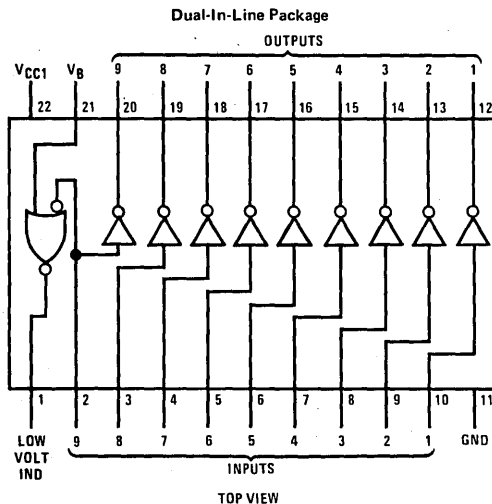 Dual-In-Line Package
OUTPUTS
VCC1 VB 9 8 7 6 5 4 3 2 1
22 21 20 19 18 17 16 15 14 13 12
1 2 3 4 5 6 7 8 9 10 11
LOW VOLT IND 9 8 7 6 5 4 3 2 1 GND
INPUTS
TOP VIEW